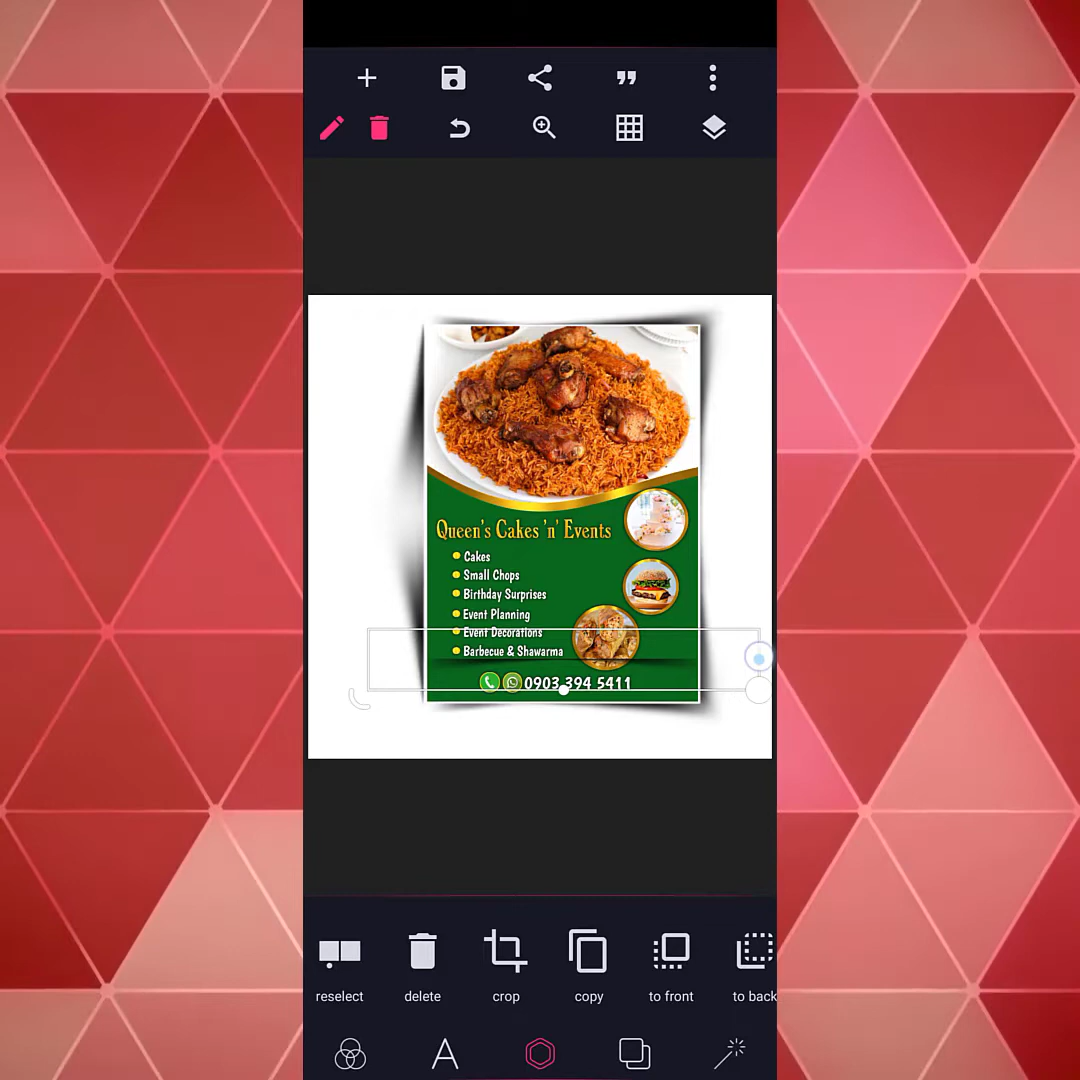 Queen's Cakes 'n' Events
Cakes
Small Chops
Birthday Surprises
Event Planning
Event Decorations
Barbecue & Shawarma
0903 394 5411
reselect
delete
crop
copy
to front
to back